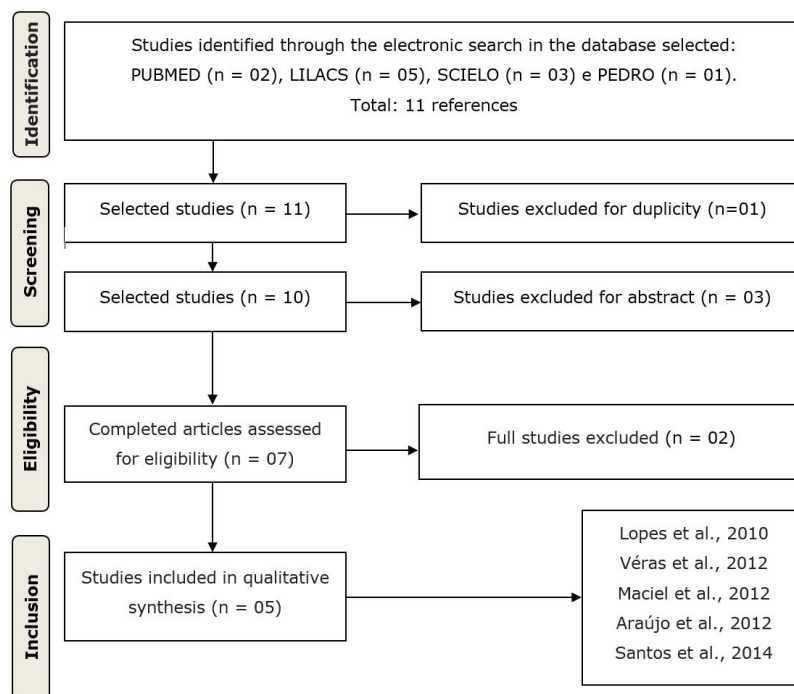 Identification
Studies identified through the electronic search in the database selected:
PUBMED (n = 02), LILACS (n = 05), SCIELO (n = 03) e PEDRO (n = 01).
Total: 11 references
Screening
Selected studies (n = 11)
Studies excluded for duplicity (n=01)
Selected studies (n = 10)
Studies excluded for abstract (n = 03)
Eligibility
Completed articles assessed
for eligibility (n = 07)
Full studies excluded (n = 02)
Inclusion
Studies included in qualitative
synthesis (n = 05)
Lopes et al., 2010
Véras et al., 2012
Maciel et al., 2012
Araújo et al., 2012
Santos et al., 2014